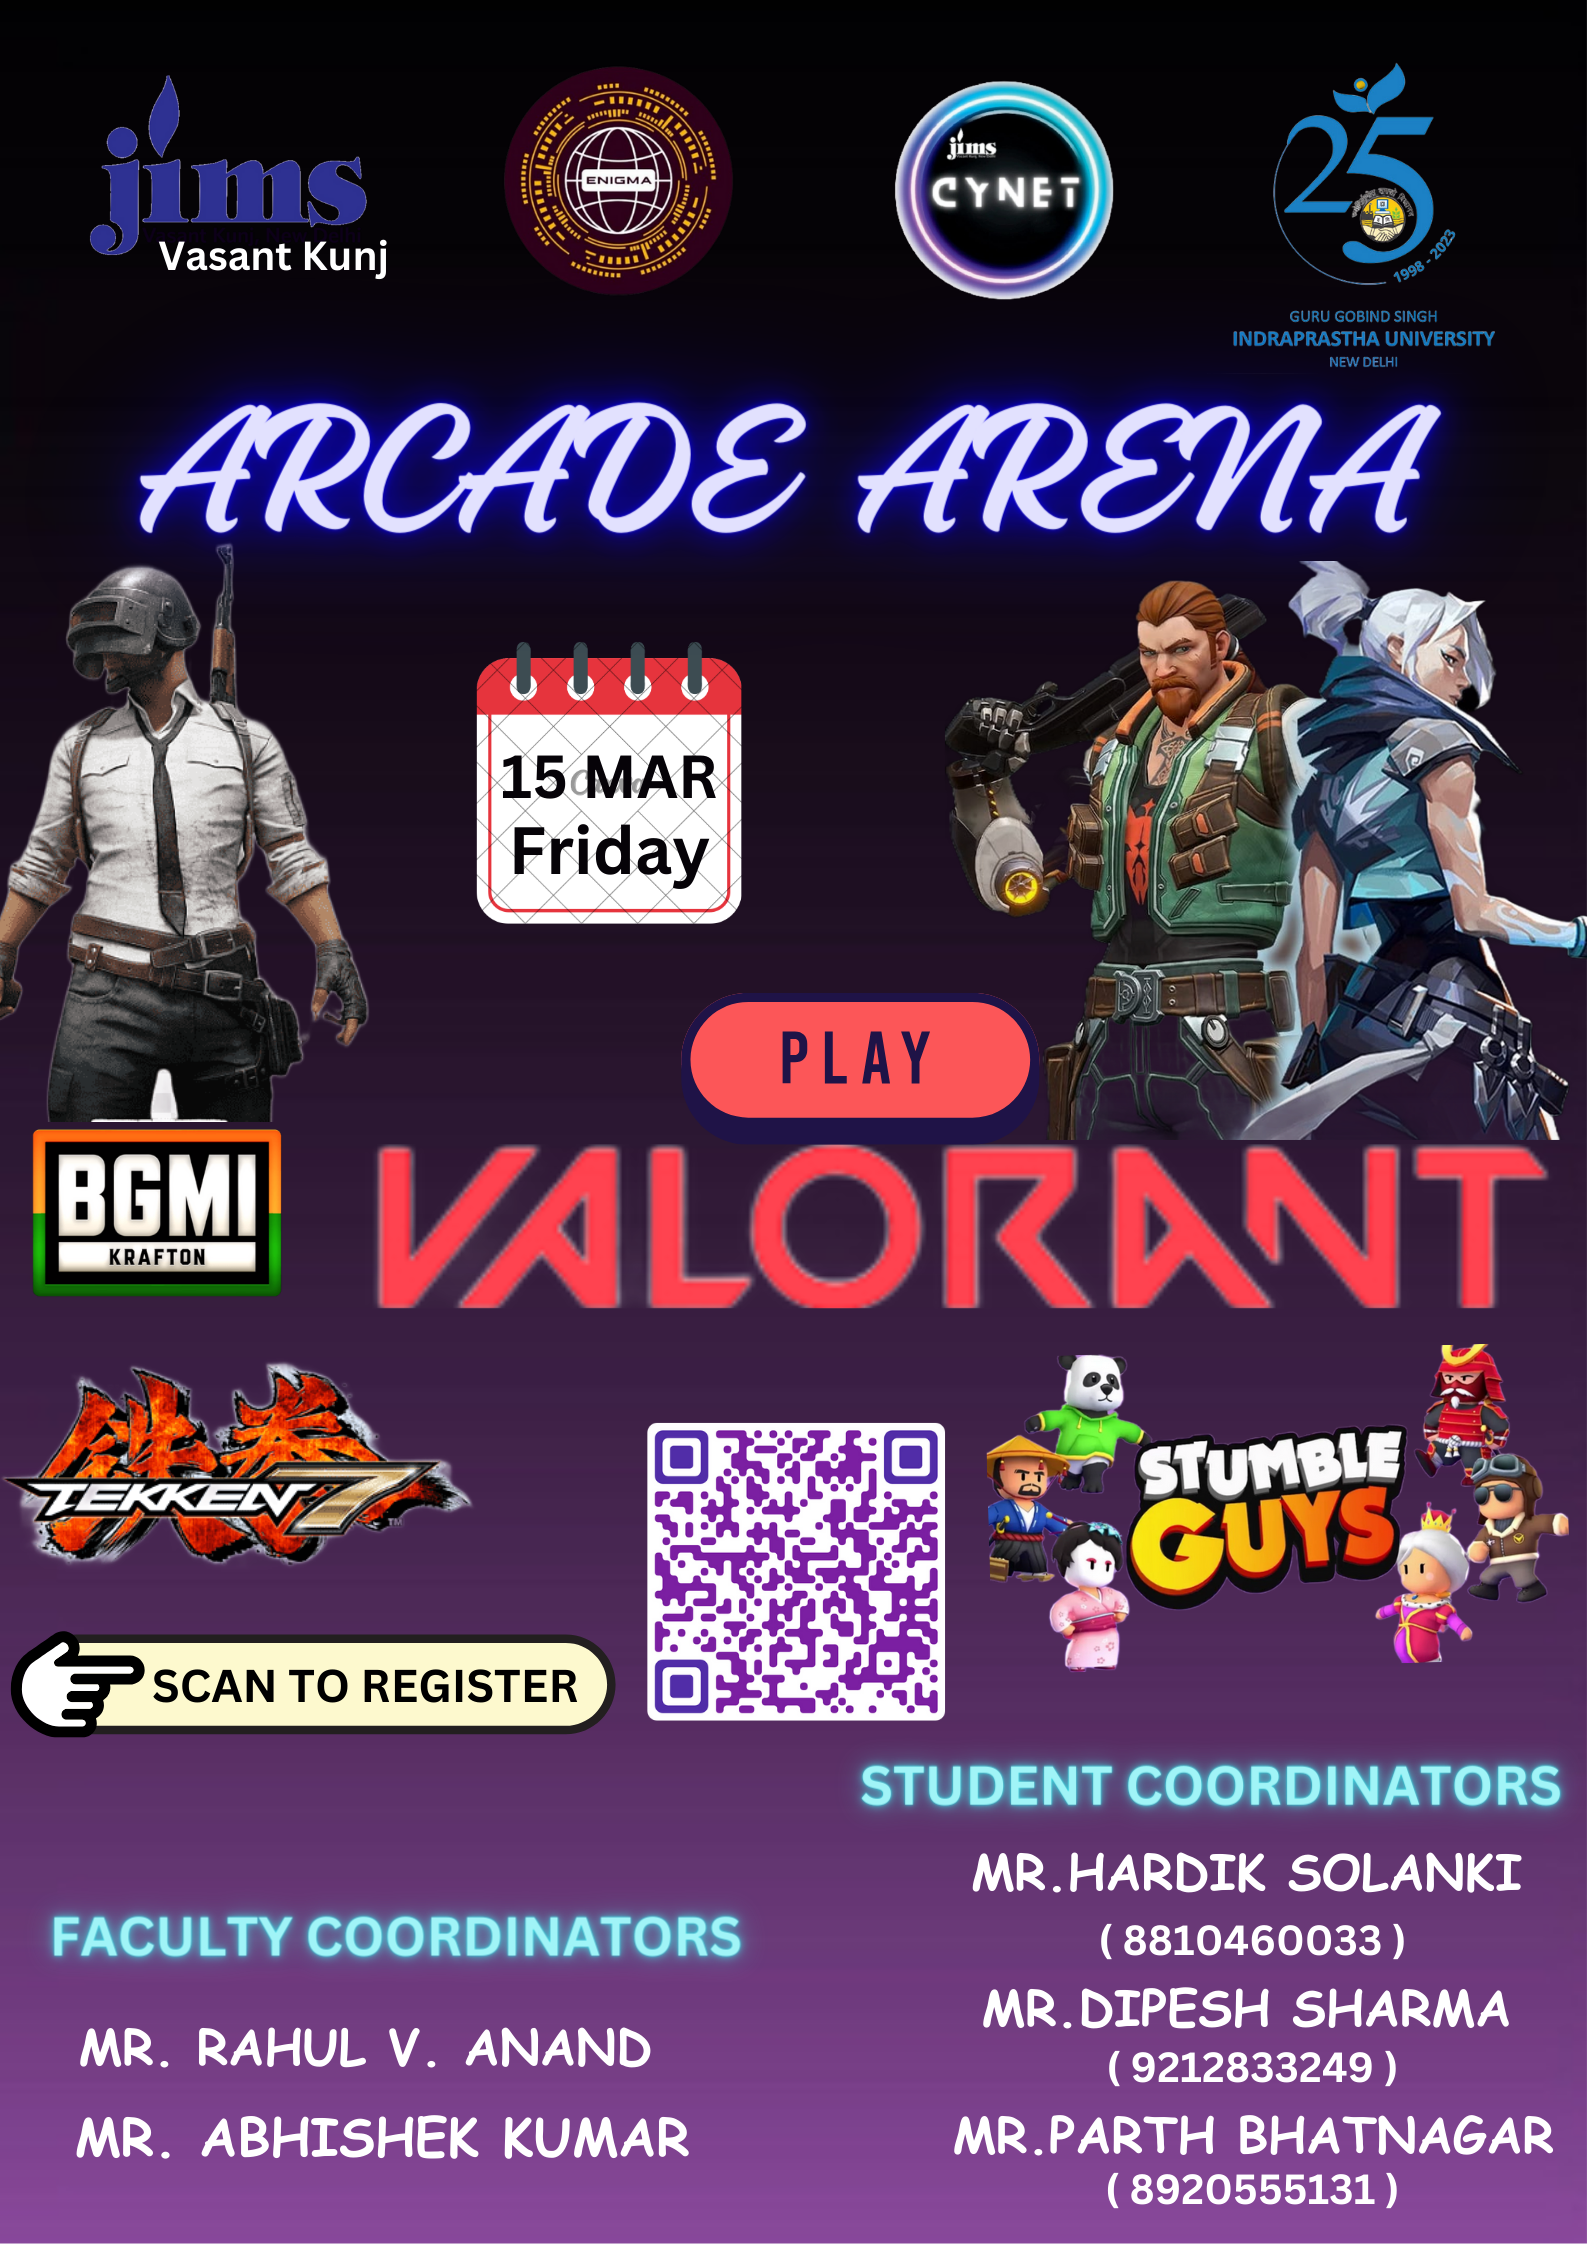 jims
Vasant Kunj
ENIGMA
jims
CYNET
25
1998 - 2023
GURU GOBIND SINGH
INDRAPRASTHA UNIVERSITY
NEW DELHI
ARCADE ARENA
15 MAR
Friday
PLAY
BGMI
KRAFTON
VALORANT
鉄拳
TEKKEN 7
STUMBLE
GUYS
SCAN TO REGISTER
STUDENT COORDINATORS
MR.HARDIK SOLANKI
( 8810460033 )
MR.DIPESH SHARMA
( 9212833249 )
MR.PARTH BHATNAGAR
( 8920555131 )
FACULTY COORDINATORS
MR. RAHUL V. ANAND
MR. ABHISHEK KUMAR